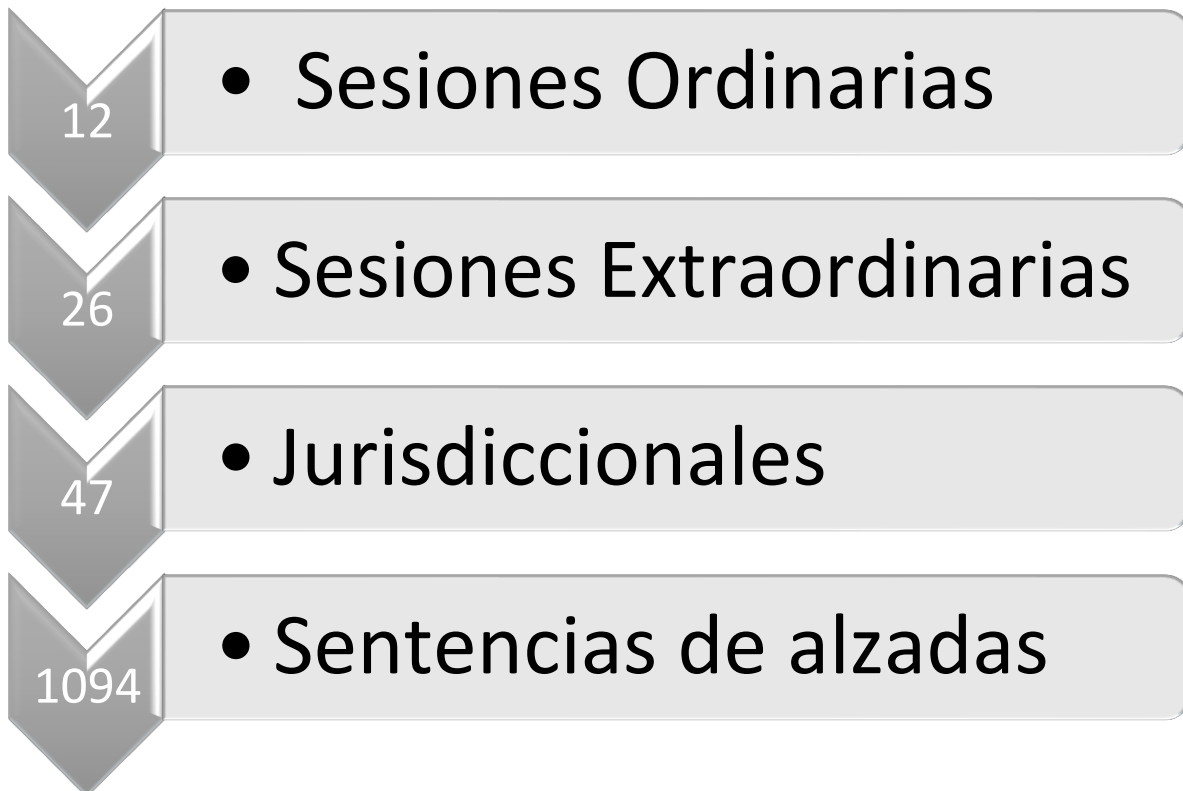 12
• Sesiones Ordinarias
26
• Sesiones Extraordinarias
47
• Jurisdiccionales
1094
• Sentencias de alzadas